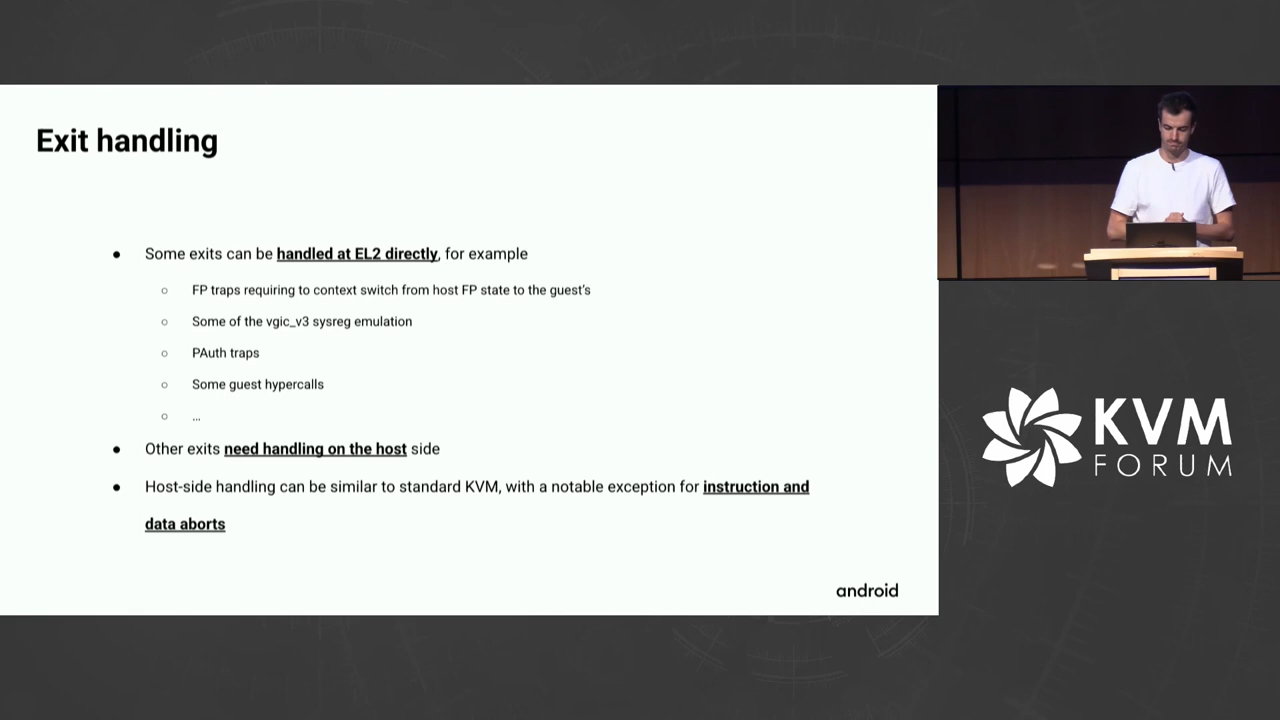 Exit handling
● Some exits can be handled at EL2 directly, for example
○ FP traps requiring to context switch from host FP state to the guest's
○ Some of the vgic_v3 sysreg emulation
○ PAuth traps
○ Some guest hypercalls
○ ...
● Other exits need handling on the host side
● Host-side handling can be similar to standard KVM, with a notable exception for instruction and
data aborts
android
KVM
FORUM